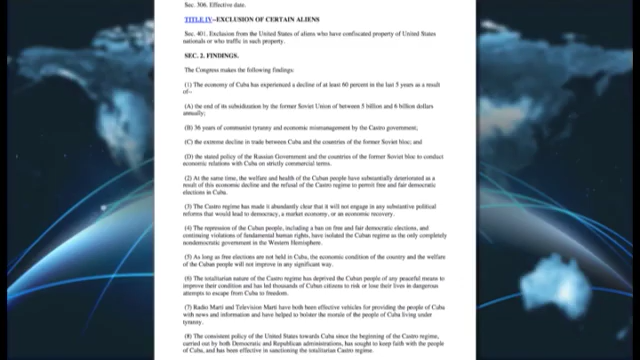 Sec. 306. Effective date.
TITLE IV--EXCLUSION OF CERTAIN ALIENS
Sec. 401. Exclusion from the United States of aliens who have confiscated property of United States
nationals or who traffic in such property.
SEC. 2. FINDINGS.
The Congress makes the following findings:
(1) The economy of Cuba has experienced a decline of at least 60 percent in the last 5 years as a result
of--
(A) the end of its subsidization by the former Soviet Union of between 5 billion and 6 billion dollars
annually;
(B) 36 years of communist tyranny and economic mismanagement by the Castro government;
(C) the extreme decline in trade between Cuba and the countries of the former Soviet bloc; and
(D) the stated policy of the Russian Government and the countries of the former Soviet bloc to conduct
economic relations with Cuba on strictly commercial terms.
(2) At the same time, the welfare and health of the Cuban people have substantially deteriorated as a
result of this economic decline and the refusal of the Castro regime to permit free and fair democratic
elections in Cuba.
(3) The Castro regime has made it abundantly clear that it will not engage in any substantive political
reforms that would lead to democracy, a market economy, or an economic recovery.
(4) The repression of the Cuban people, including a ban on free and fair democratic elections, and
continuing violations of fundamental human rights, have isolated the Cuban regime as the only completely
nondemocratic government in the Western Hemisphere.
(5) As long as free elections are not held in Cuba, the economic condition of the country and the welfare
of the Cuban people will not improve in any significant way.
(6) The totalitarian nature of the Castro regime has deprived the Cuban people of any peaceful means to
improve their condition and has led thousands of Cuban citizens to risk or lose their lives in dangerous
attempts to escape from Cuba to freedom.
(7) Radio Marti and Television Marti have both been effective vehicles for providing the people of Cuba
with news and information and have helped to bolster the morale of the people of Cuba living under
tyranny.
(8) The consistent policy of the United States towards Cuba since the beginning of the Castro regime,
carried out by both Democratic and Republican administrations, has sought to keep faith with the people
of Cuba, and has been effective in sanctioning the totalitarian Castro regime.